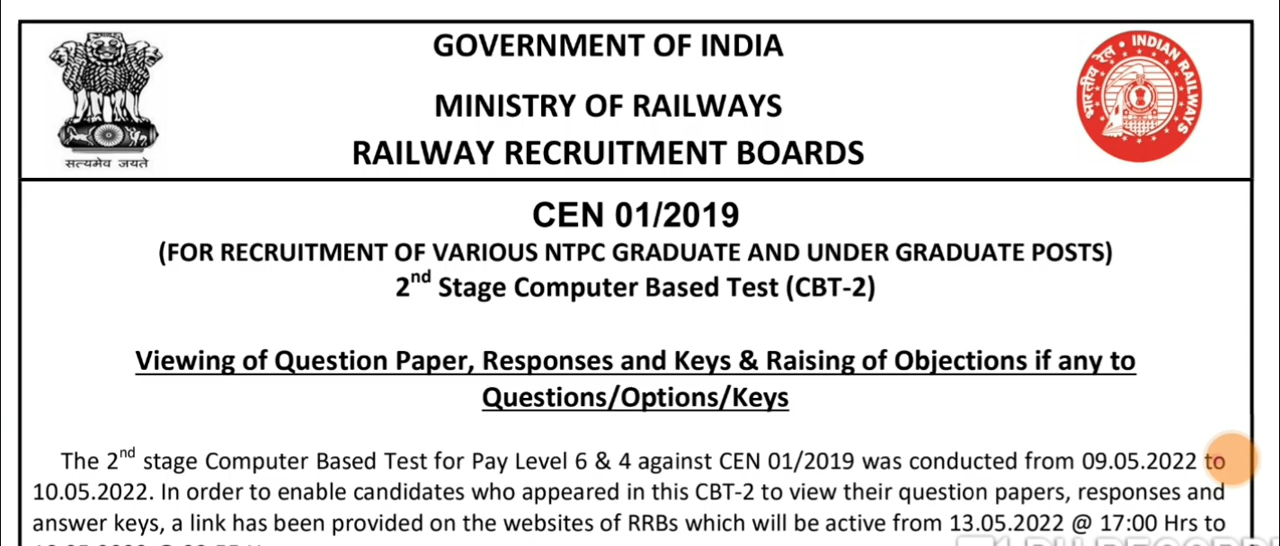 GOVERNMENT OF INDIA
MINISTRY OF RAILWAYS
RAILWAY RECRUITMENT BOARDS
सत्यमेव जयते
भारतीय रेल • INDIAN RAILWAYS
CEN 01/2019
(FOR RECRUITMENT OF VARIOUS NTPC GRADUATE AND UNDER GRADUATE POSTS)
2nd Stage Computer Based Test (CBT-2)
Viewing of Question Paper, Responses and Keys & Raising of Objections if any to
Questions/Options/Keys
The 2nd stage Computer Based Test for Pay Level 6 & 4 against CEN 01/2019 was conducted from 09.05.2022 to
10.05.2022. In order to enable candidates who appeared in this CBT-2 to view their question papers, responses and
answer keys, a link has been provided on the websites of RRBs which will be active from 13.05.2022 @ 17:00 Hrs to